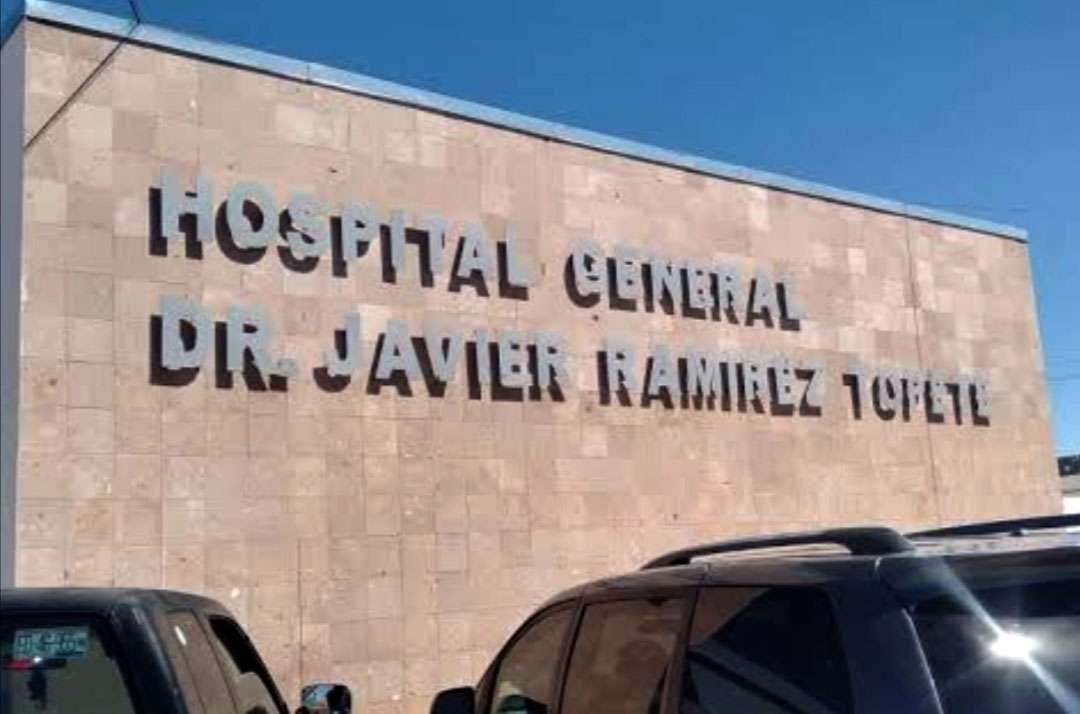 HOSPITAL GENERAL
DR. JAVIER RAMIREZ TOPETE